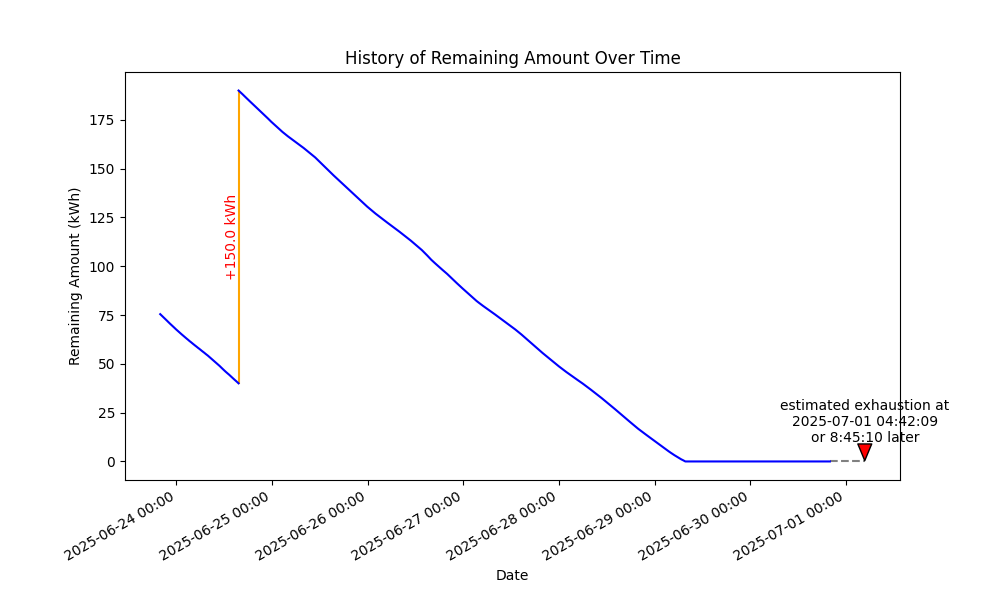 History of Remaining Amount Over Time
Remaining Amount (kWh)
175
150
125
100
75
50
25
0
+150.0 kWh
estimated exhaustion at
2025-07-01 04:42:09
or 8:45:10 later
2025-06-24 00:00
2025-06-25 00:00
2025-06-26 00:00
2025-06-27 00:00
2025-06-28 00:00
2025-06-29 00:00
2025-06-30 00:00
2025-07-01 00:00
Date